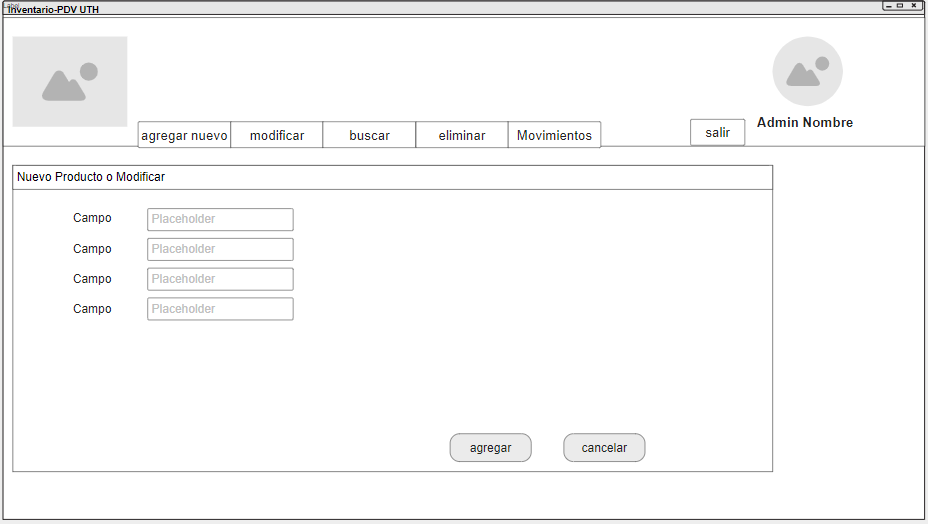 Label
Inventario-PDV UTH
agregar nuevo modificar buscar eliminar Movimientos salir Admin Nombre
Nuevo Producto o Modificar
Campo Placeholder
Campo Placeholder
Campo Placeholder
Campo Placeholder
agregar cancelar